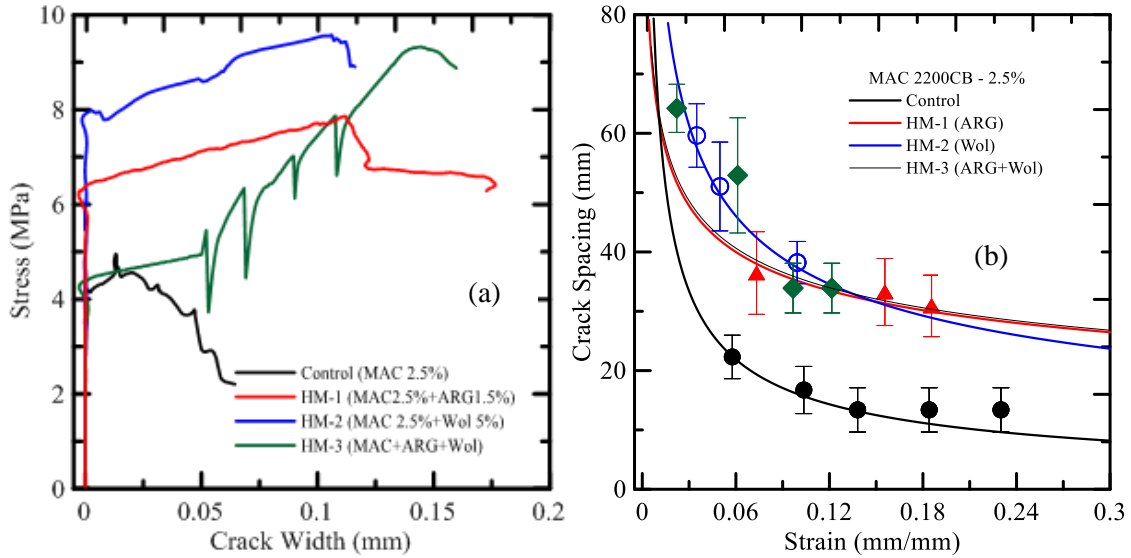 10
8
6
4
2
0
Stress (MPa)
0
0.05
0.1
0.15
0.2
Crack Width (mm)
(a)
Control (MAC 2.5%)
HM-1 (MAC2.5%+ARG1.5%)
HM-2 (MAC 2.5%+Wol 5%)
HM-3 (MAC+ARG+Wol)
80
60
40
20
0
Crack Spacing (mm)
0
0.06
0.12
0.18
0.24
0.3
Strain (mm/mm)
(b)
MAC 2200CB - 2.5%
Control
HM-1 (ARG)
HM-2 (Wol)
HM-3 (ARG+Wol)